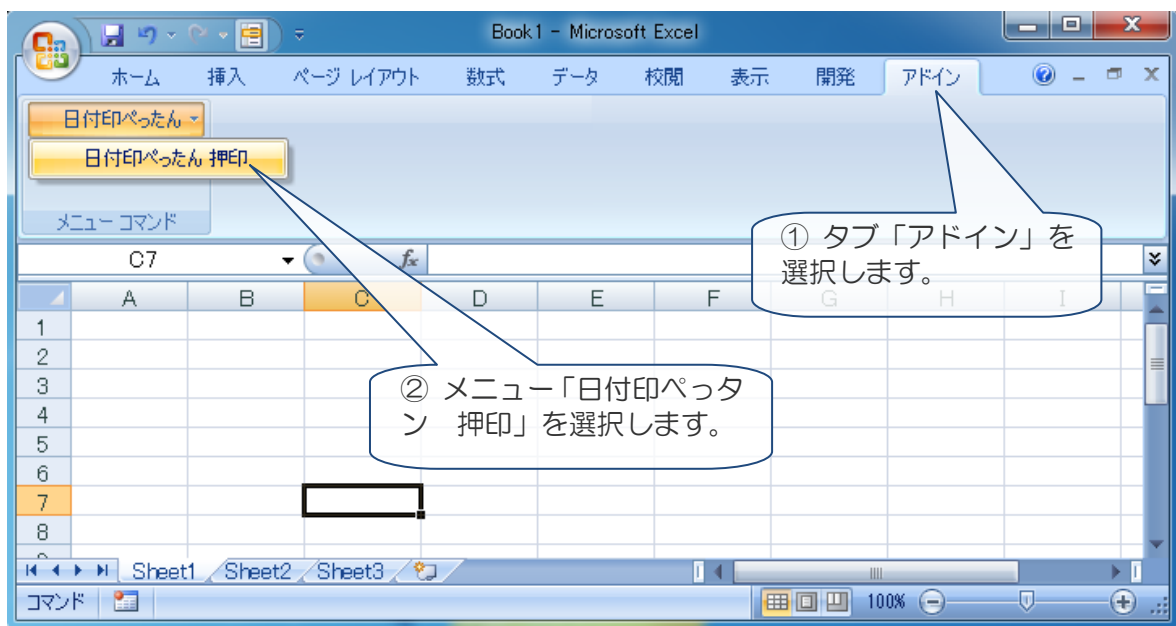 Book1 - Microsoft Excel
ホーム 挿入 ページ レイアウト 数式 データ 校閲 表示 開発 アドイン
日付印ぺったん
日付印ぺったん 押印
メニュー コマンド
① タブ「アドイン」を
選択します。
C7 fx
A B C D E F G H I
1
2
3
② メニュー「日付印ぺっタ
ン 押印」を選択します。
4
5
6
7
8
Sheet1 Sheet2 Sheet3
コマンド 100%